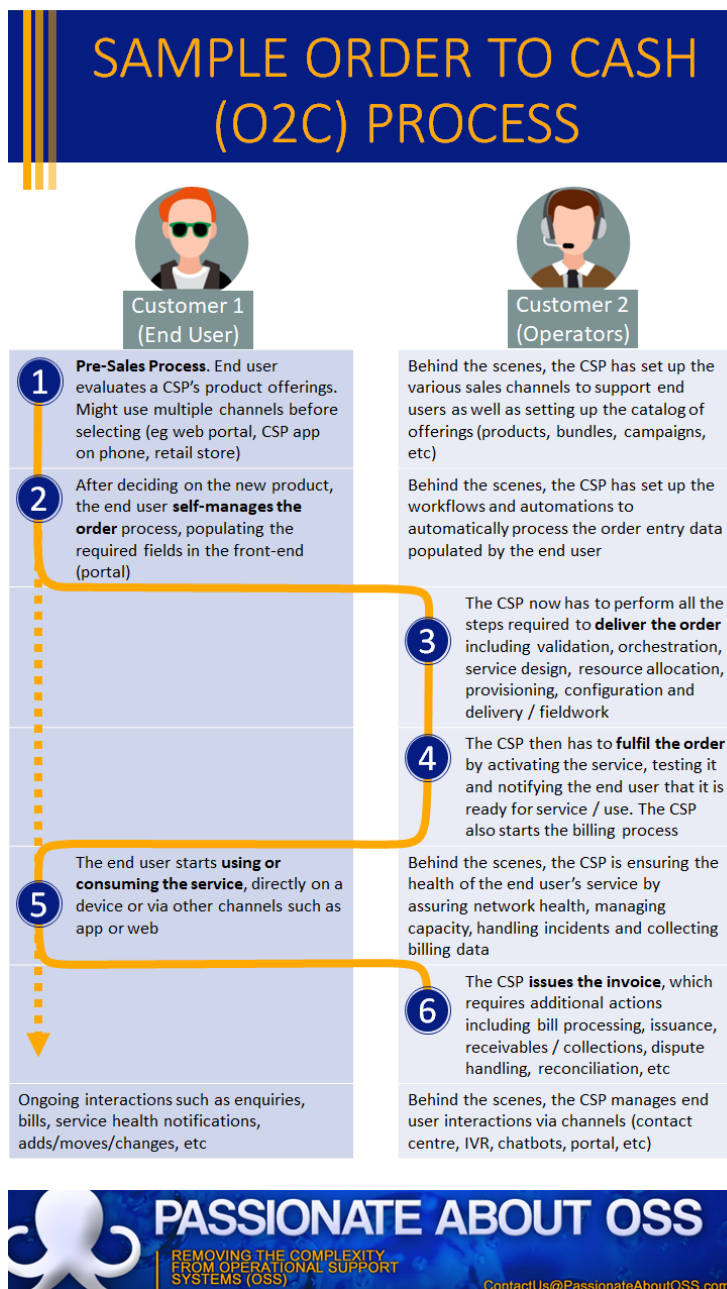 SAMPLE ORDER TO CASH
(O2C) PROCESS
Customer 1
(End User)
Customer 2
(Operators)
1
Pre-Sales Process. End user
evaluates a CSP's product offerings.
Might use multiple channels before
selecting (eg web portal, CSP app
on phone, retail store)
Behind the scenes, the CSP has set up the
various sales channels to support end
users as well as setting up the catalog of
offerings (products, bundles, campaigns,
etc)
2
After deciding on the new product,
the end user self-manages the
order process, populating the
required fields in the front-end
(portal)
Behind the scenes, the CSP has set up the
workflows and automations to
automatically process the order entry data
populated by the end user
3
The CSP now has to perform all the
steps required to deliver the order
including validation, orchestration,
service design, resource allocation,
provisioning, configuration and
delivery / fieldwork
4
The CSP then has to fulfil the order
by activating the service, testing it
and notifying the end user that it is
ready for service / use. The CSP
also starts the billing process
5
The end user starts using or
consuming the service, directly on a
device or via other channels such as
app or web
Behind the scenes, the CSP is ensuring the
health of the end user's service by
assuring network health, managing
capacity, handling incidents and collecting
billing data
6
The CSP issues the invoice, which
requires additional actions
including bill processing, issuance,
receivables / collections, dispute
handling, reconciliation, etc
Ongoing interactions such as enquiries,
bills, service health notifications,
adds/moves/changes, etc
Behind the scenes, the CSP manages end
user interactions via channels (contact
centre, IVR, chatbots, portal, etc)
PASSIONATE ABOUT OSS
REMOVING THE COMPLEXITY
FROM OPERATIONAL SUPPORT
SYSTEMS (OSS)
ContactUs@PassionateAboutOSS.com